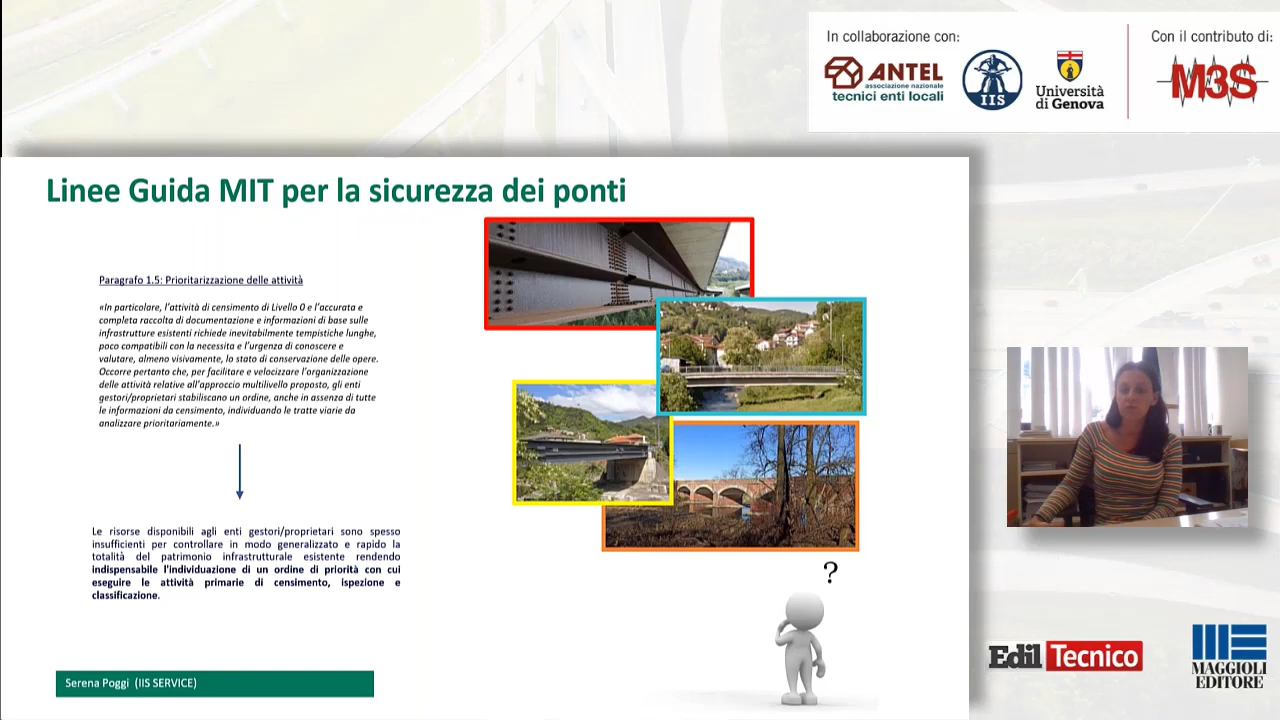 In collaborazione con:
Con il contributo di:
ANTEL
associazione nazionale
tecnici enti locali
IIS
Università
di Genova
M3S
Linee Guida MIT per la sicurezza dei ponti
Paragrafo 1.5: Prioritarizzazione delle attività
«In particolare, l'attività di censimento di Livello 0 e l'accurata e
completa raccolta di documentazione e informazioni di base sulle
infrastrutture esistenti richiede inevitabilmente tempistiche lunghe,
poco compatibili con la necessita e l'urgenza di conoscere e
valutare, almeno visivamente, lo stato di conservazione delle opere.
Occorre pertanto che, per facilitare e velocizzare l'organizzazione
delle attività relative all'approccio multilivello proposto, gli enti
gestori/proprietari stabiliscano un ordine, anche in assenza di tutte
le informazioni da censimento, individuando le tratte viarie da
analizzare prioritariamente.»
Le risorse disponibili agli enti gestori/proprietari sono spesso
insufficienti per controllare in modo generalizzato e rapido la
totalità del patrimonio infrastrutturale esistente rendendo
indispensabile l'individuazione di un ordine di priorità con cui
eseguire le attività primarie di censimento, ispezione e
classificazione.
?
Serena Poggi (IIS SERVICE)
Edil Tecnico
MAGGIOLI
EDITORE